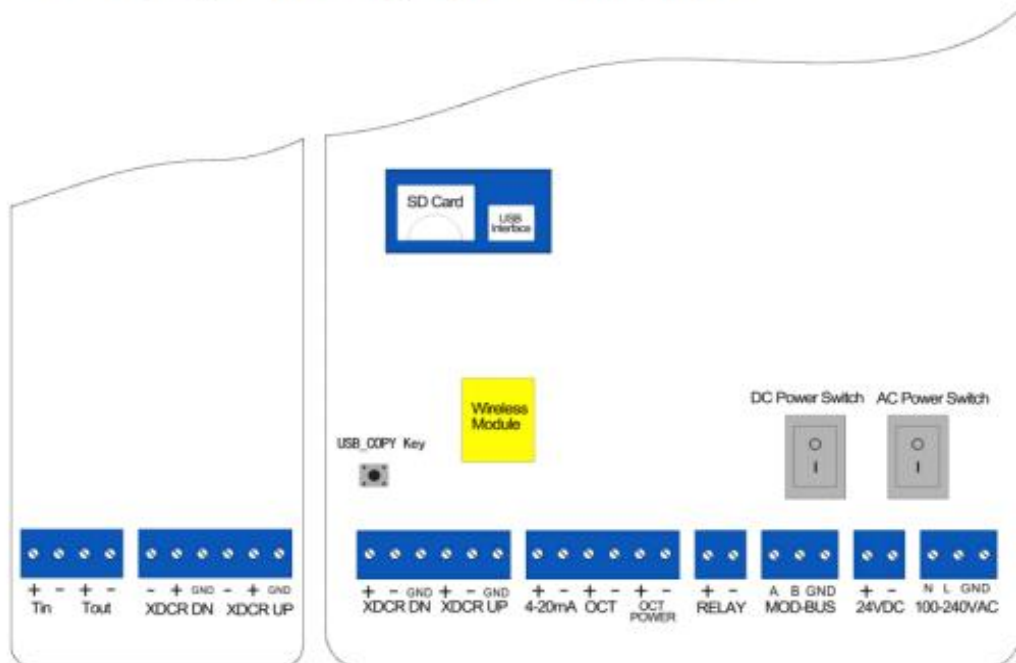 SD Card
USB
Interface
Wireless
Module
DC Power Switch AC Power Switch
USB_COPY Key
+ - + -
Tin Tout
- + GND - + GND
XDCR DN XDCR UP
+ - GND + - GND
XDCR DN XDCR UP
+ - + - + -
4-20mA OCT OCT
POWER
+ -
RELAY
A B GND
MOD-BUS
+ -
24VDC
N L GND
100-240VAC